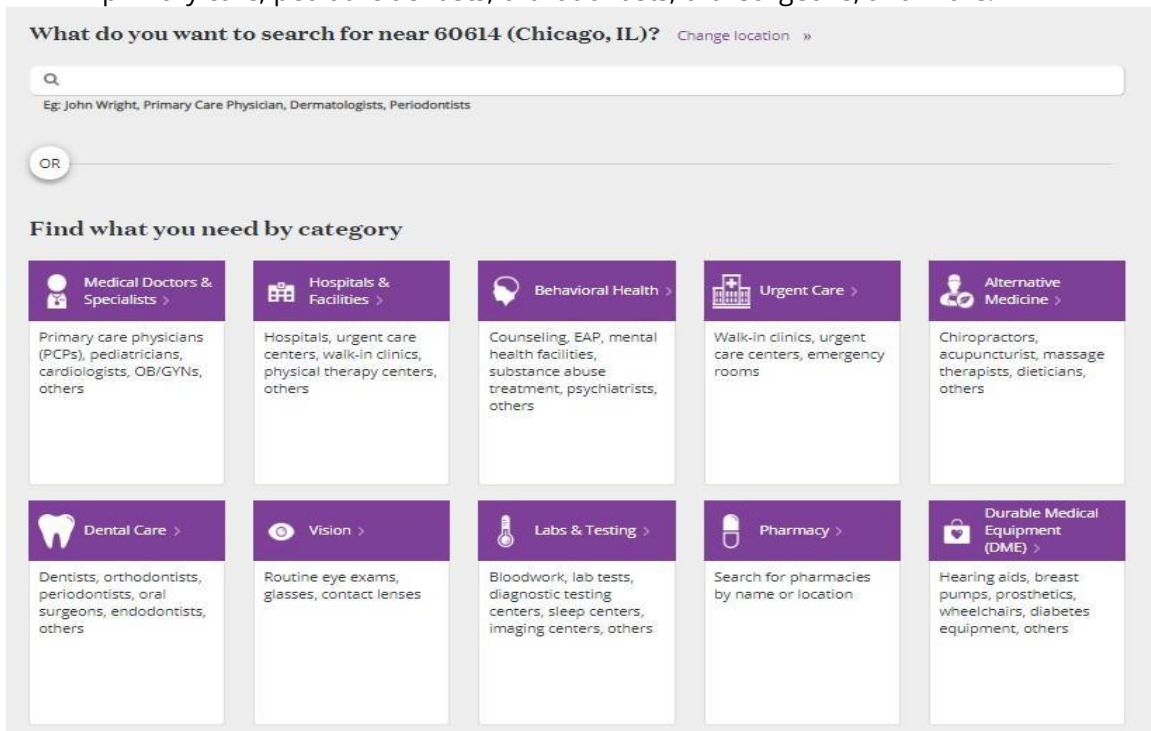 What do you want to search for near 60614 (Chicago, IL)? Change location »
Eg: John Wright, Primary Care Physician, Dermatologists, Periodontists
OR
Find what you need by category
Medical Doctors &
Specialists >
Primary care physicians
(PCPs), pediatricians,
cardiologists, OB/GYNs,
others
Hospitals &
Facilities >
Hospitals, urgent care
centers, walk-in clinics,
physical therapy centers,
others
Behavioral Health >
Counseling, EAP, mental
health facilities,
substance abuse
treatment, psychiatrists,
others
Urgent Care >
Walk-in clinics, urgent
care centers, emergency
rooms
Alternative
Medicine >
Chiropractors,
acupuncturist, massage
therapists, dieticians,
others
Dental Care >
Dentists, orthodontists,
periodontists, oral
surgeons, endodontists,
others
Vision >
Routine eye exams,
glasses, contact lenses
Labs & Testing >
Bloodwork, lab tests,
diagnostic testing
centers, sleep centers,
imaging centers, others
Pharmacy >
Search for pharmacies
by name or location
Durable Medical
Equipment
(DME) >
Hearing aids, breast
pumps, prosthetics,
wheelchairs, diabetes
equipment, others